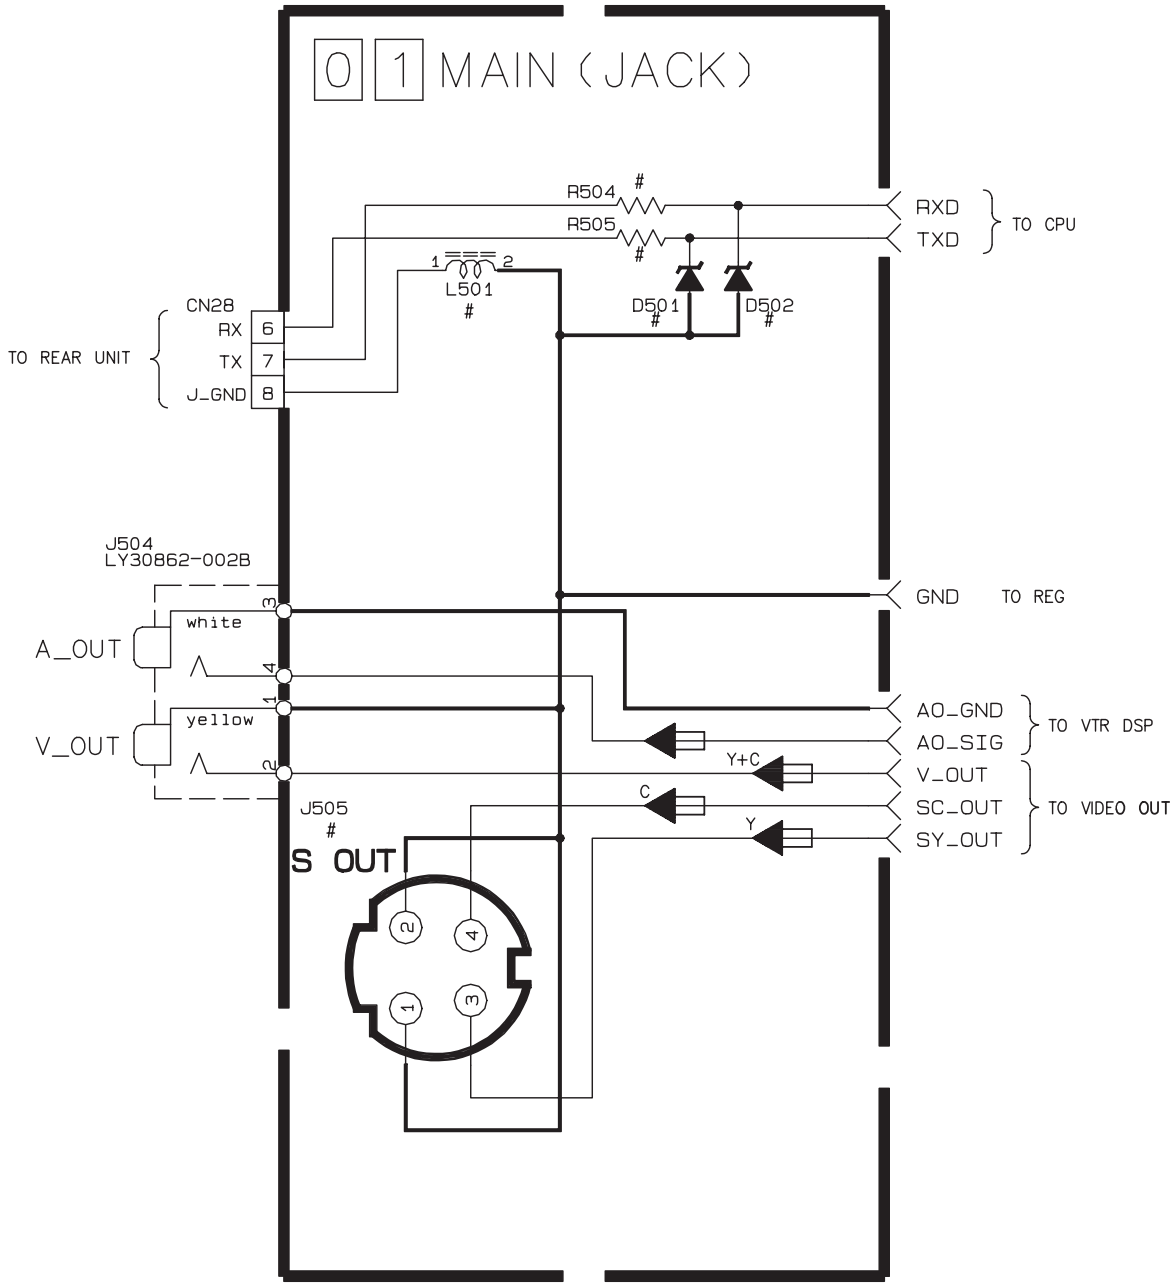 0 1 MAIN (JACK)
R504 #
RXD
R505 #
TXD
TO CPU
1 2
L501
#
D501
#
D502
#
CN28
RX 6
TX 7
J_GND 8
TO REAR UNIT
J504
LY30862-002B
GND TO REG
3
white
A_OUT
4
1
yellow
V_OUT
2
AO_GND
AO_SIG
TO VTR DSP
Y+C
V_OUT
C
SC_OUT
Y
SY_OUT
TO VIDEO OUT
J505
#
S OUT
2 4
1 3